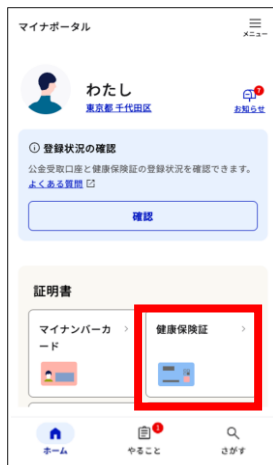 マイナポータル
メニュー
わたし
東京都 千代田区
7
お知らせ
登録状況の確認
公金受取口座と健康保険証の登録状況を確認できます。
よくある質問
確認
証明書
マイナンバーカ
ード
健康保険証
ホーム
1
やること
さがす